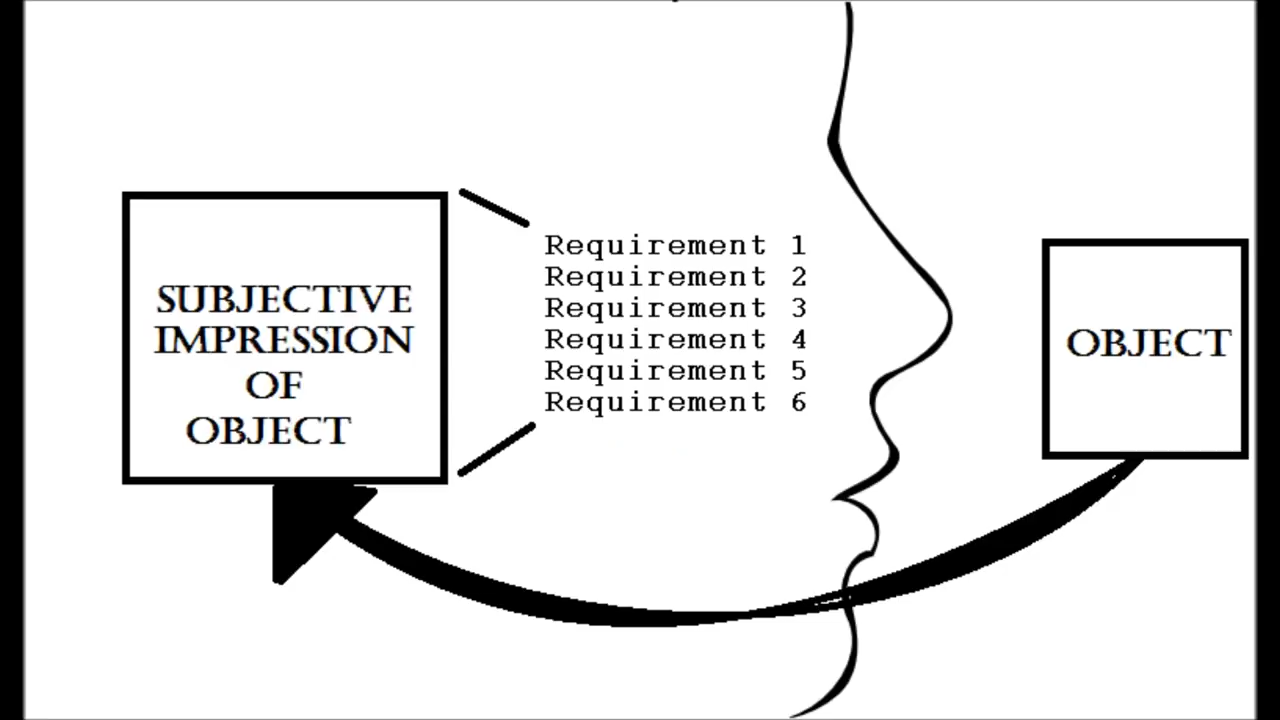 SUBJECTIVE
IMPRESSION
OF
OBJECT
Requirement 1
Requirement 2
Requirement 3
Requirement 4
Requirement 5
Requirement 6
OBJECT